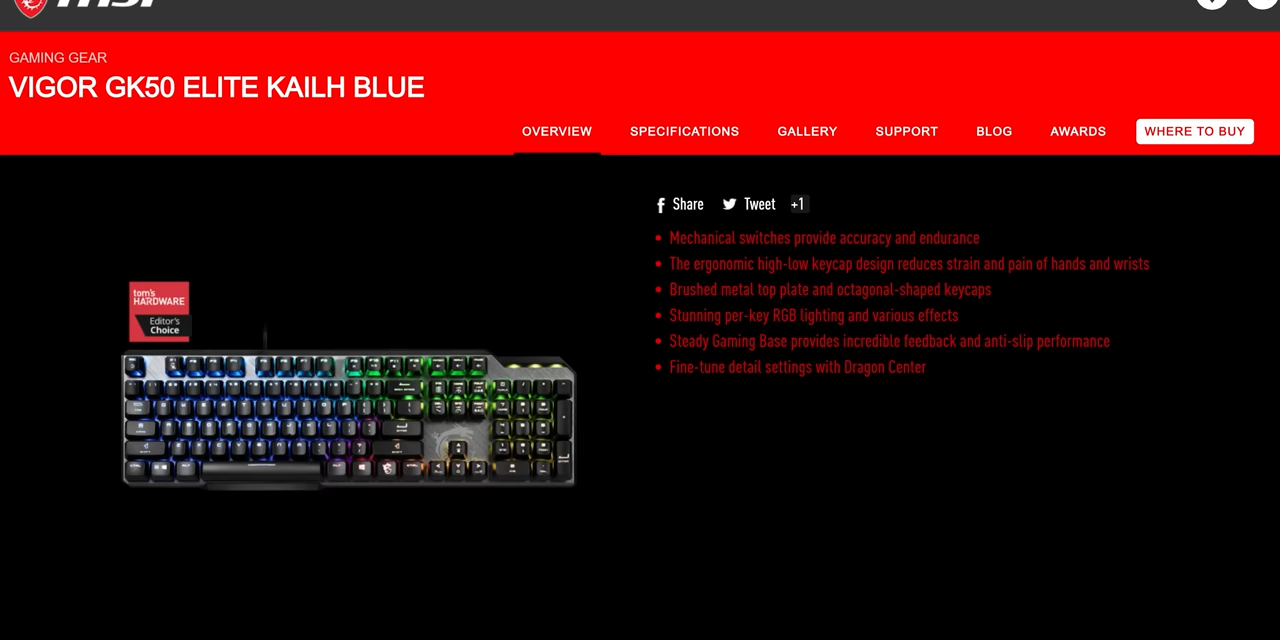 msi
GAMING GEAR
VIGOR GK50 ELITE KAILH BLUE
OVERVIEW SPECIFICATIONS GALLERY SUPPORT BLOG AWARDS WHERE TO BUY
Share Tweet +1
• Mechanical switches provide accuracy and endurance
• The ergonomic high-low keycap design reduces strain and pain of hands and wrists
• Brushed metal top plate and octagonal-shaped keycaps
• Stunning per-key RGB lighting and various effects
• Steady Gaming Base provides incredible feedback and anti-slip performance
• Fine-tune detail settings with Dragon Center
tom's
HARDWARE
Editor's
Choice